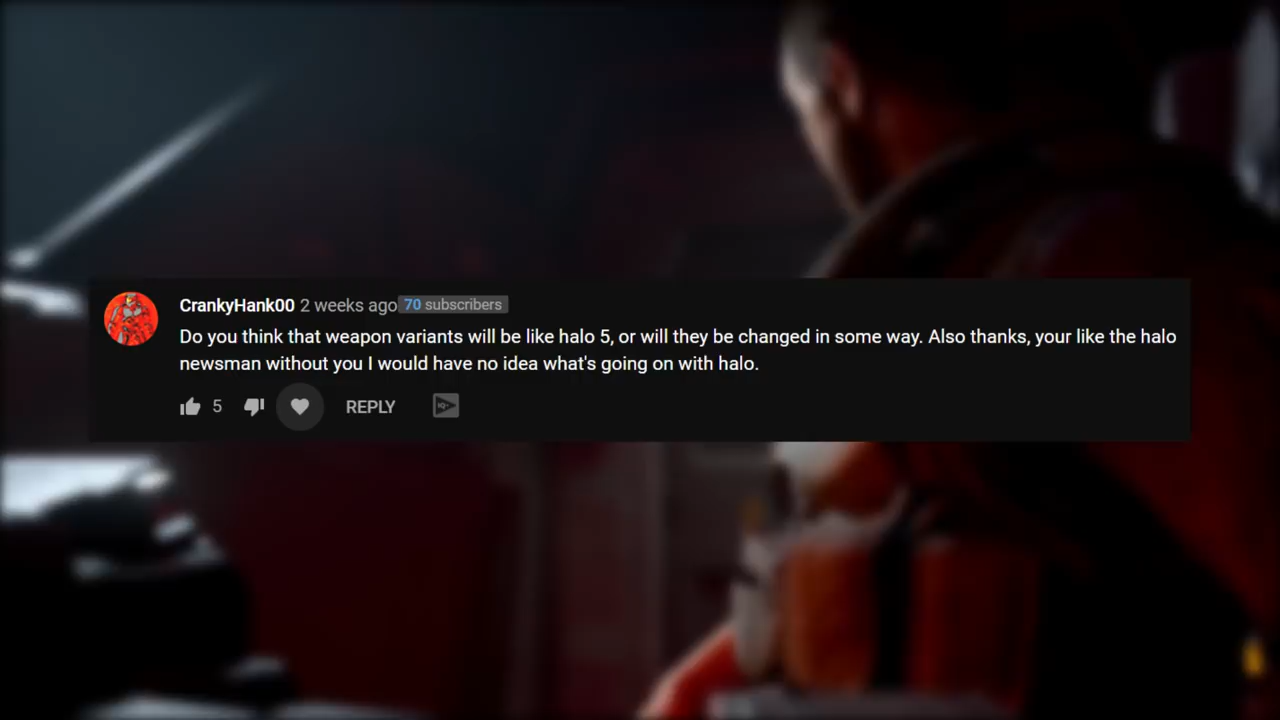 CrankyHank00 2 weeks ago 70 subscribers
Do you think that weapon variants will be like halo 5, or will they be changed in some way. Also thanks, your like the halo
newsman without you I would have no idea what's going on with halo.
5 REPLY